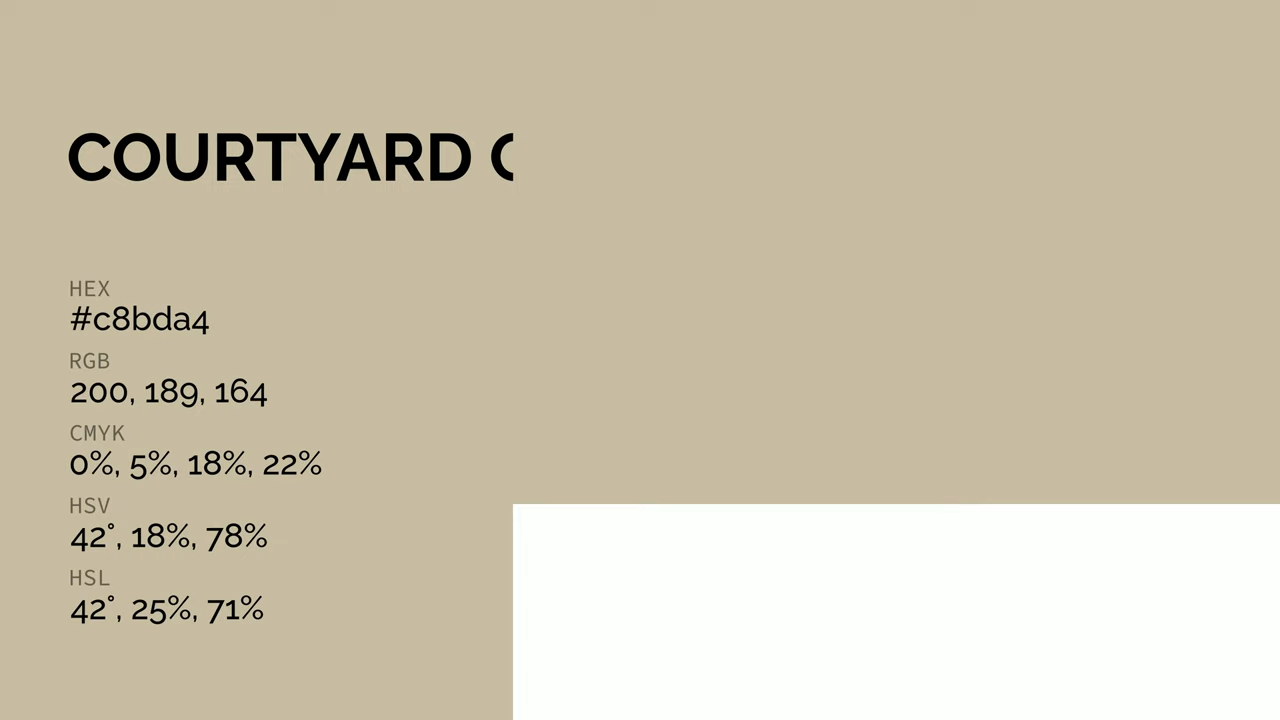 COURTYARD
HEX
#c8bda4
RGB
200, 189, 164
CMYK
0%, 5%, 18%, 22%
HSV
42°, 18%, 78%
HSL
42°, 25%, 71%